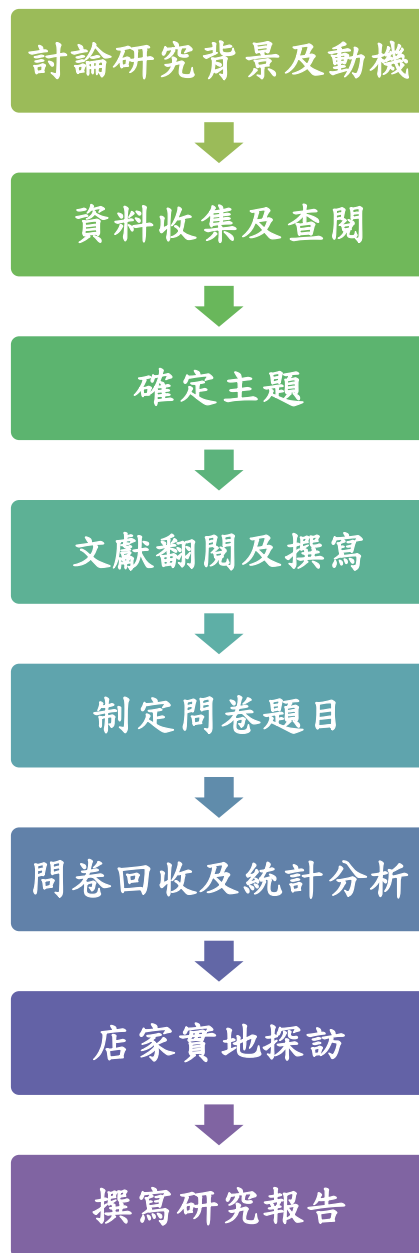 討論研究背景及動機
資料收集及查閱
確定主題
文獻翻閱及撰寫
制定問卷題目
問卷回收及統計分析
店家實地探訪
撰寫研究報告